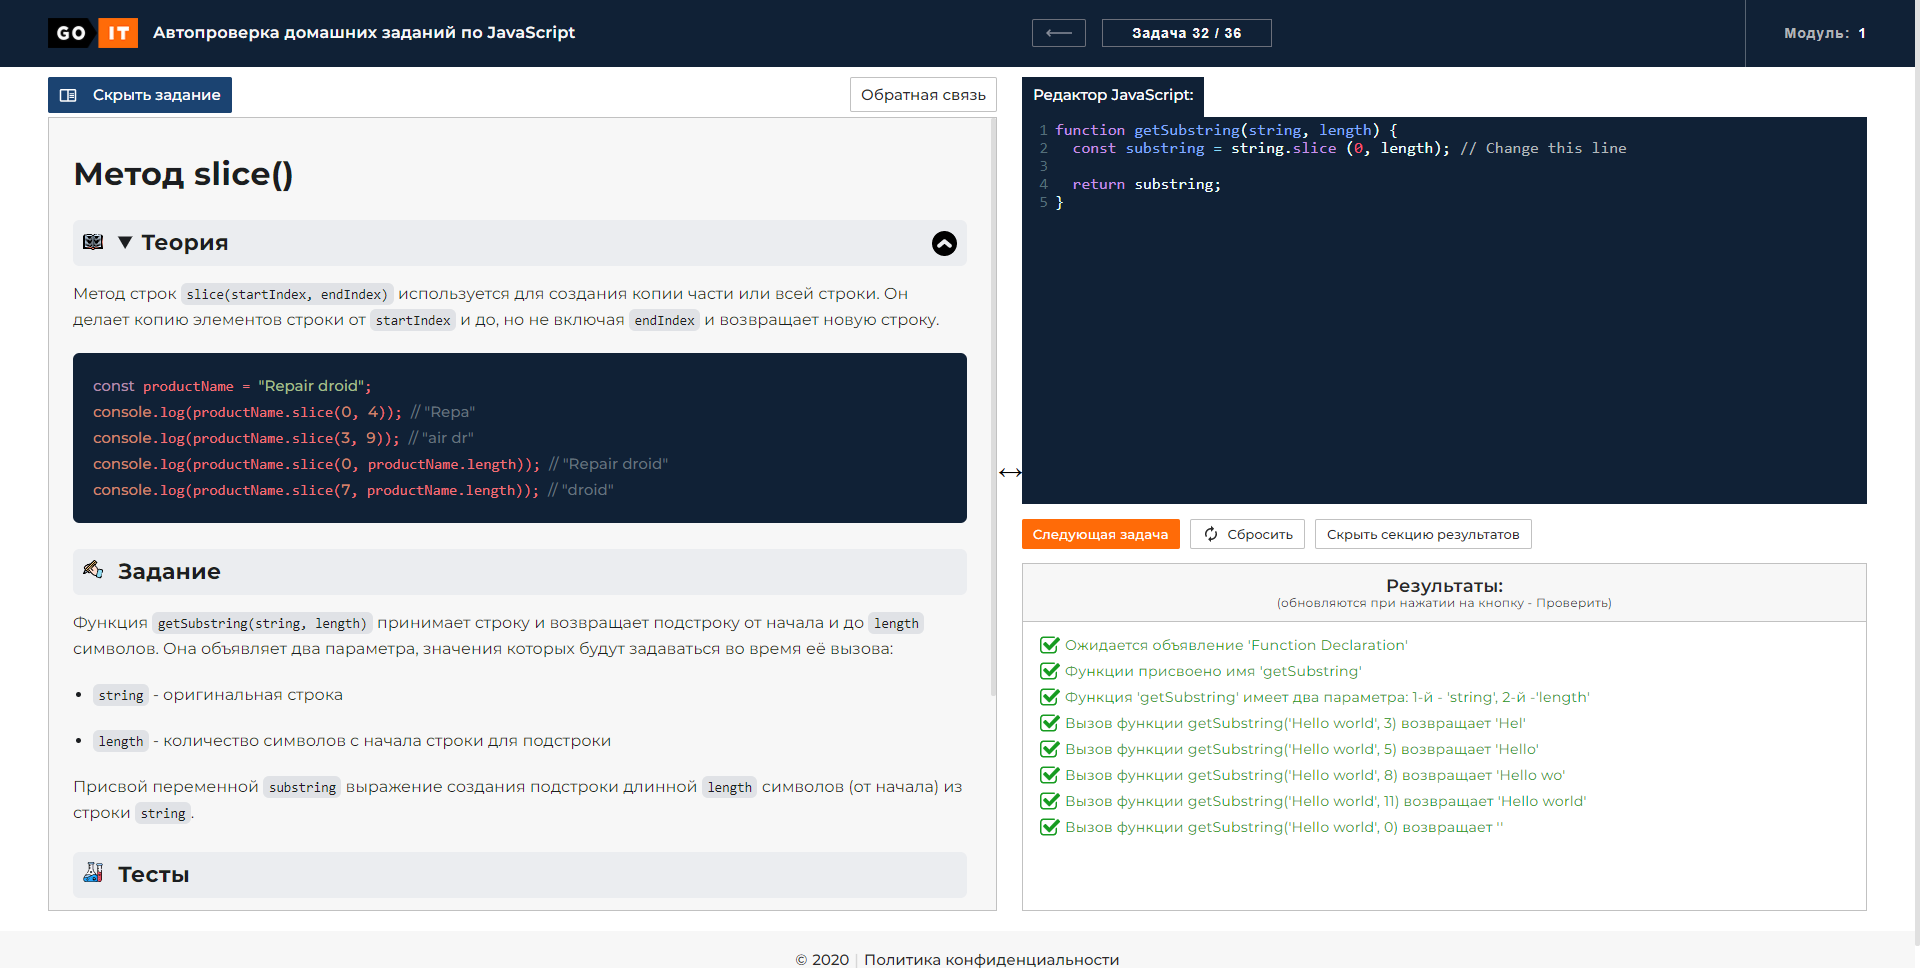 GO IT Автопроверка домашних заданий по JavaScript
Задача 32 / 36
Модуль: 1
Скрыть задание
Обратная связь
Метод slice()
Теория
Метод строк slice(startIndex, endIndex) используется для создания копии части или всей строки. Он
делает копию элементов строки от startIndex и до, но не включая endIndex и возвращает новую строку.
const productName = "Repair droid";
console.log(productName.slice(0, 4)); // "Repa"
console.log(productName.slice(3, 9)); // "air dr"
console.log(productName.slice(0, productName.length)); // "Repair droid"
console.log(productName.slice(7, productName.length)); // "droid"
Задание
Функция getSubstring(string, length) принимает строку и возвращает подстроку от начала и до length
символов. Она объявляет два параметра, значения которых будут задаваться во время её вызова:
• string - оригинальная строка
• length - количество символов с начала строки для подстроки
Присвой переменной substring выражение создания подстроки длинной length символов (от начала) из
строки string.
Тесты
Редактор JavaScript:
1 function getSubstring(string, length) {
2 const substring = string.slice (0, length); // Change this line
3
4 return substring;
5 }
Следующая задача
Сбросить
Скрыть секцию результатов
Результаты:
(обновляются при нажатии на кнопку - Проверить)
Ожидается объявление 'Function Declaration'
Функции присвоено имя 'getSubstring'
Функция 'getSubstring' имеет два параметра: 1-й - 'string', 2-й -'length'
Вызов функции getSubstring('Hello world', 3) возвращает 'Hel'
Вызов функции getSubstring('Hello world', 5) возвращает 'Hello'
Вызов функции getSubstring('Hello world', 8) возвращает 'Hello wo'
Вызов функции getSubstring('Hello world', 11) возвращает 'Hello world'
Вызов функции getSubstring('Hello world', 0) возвращает ''
© 2020 | Политика конфиденциальности